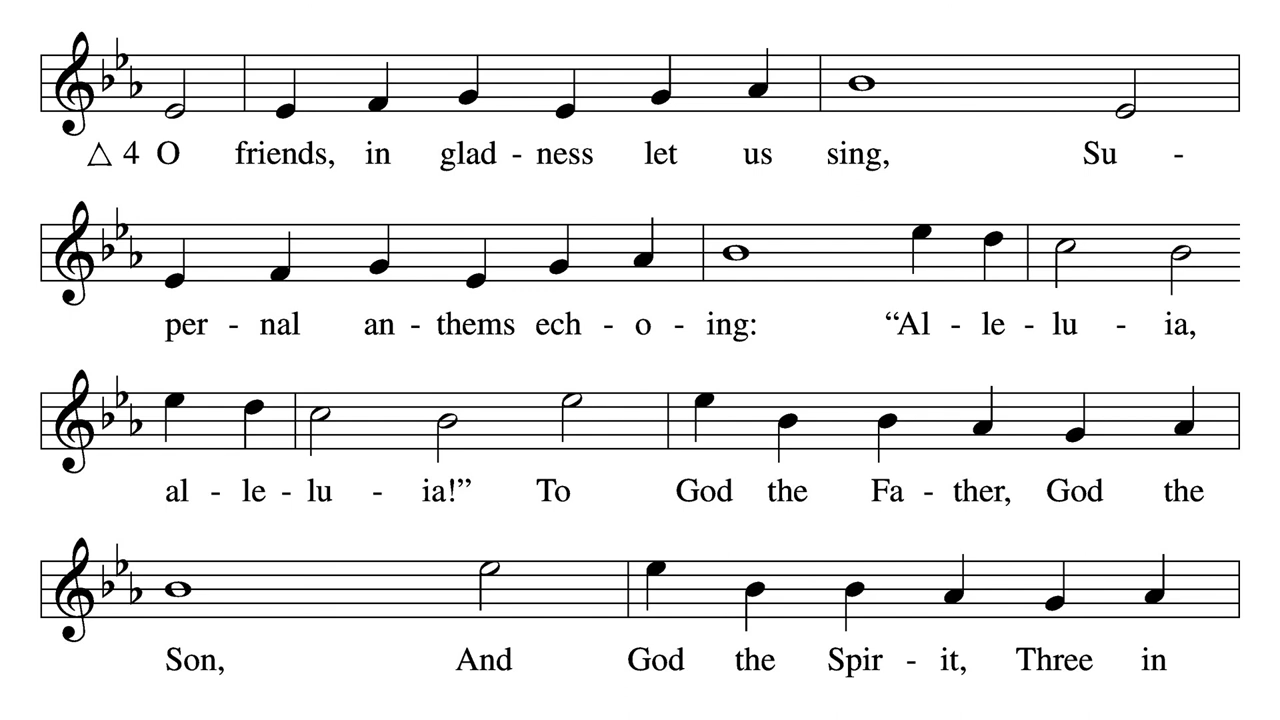 △ 4 O friends, in glad - ness let us sing, Su -
per - nal an - thems ech - o - ing: “Al - le - lu - ia,
al - le - lu - ia!” To God the Fa - ther, God the
Son, And God the Spir - it, Three in